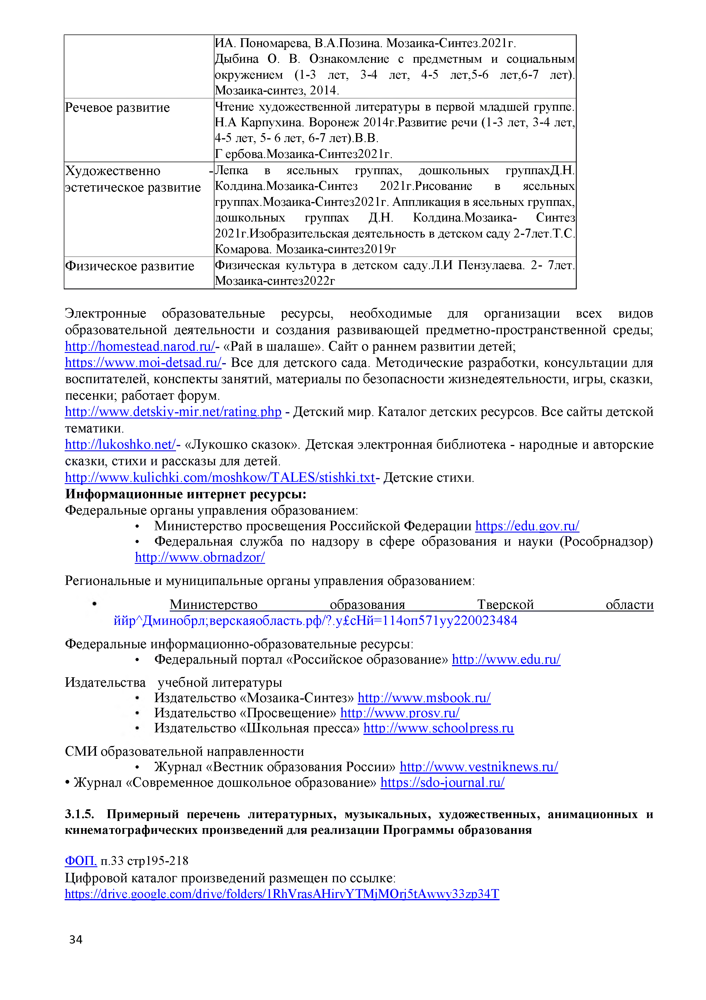 ИА. Пономарева, В.А.Позина. Мозаика-Синтез.2021г.
Дыбина О. В. Ознакомление с предметным и социальным
окружением (1-3 лет, 3-4 лет, 4-5 лет,5-6 лет,6-7 лет).
Мозаика-синтез, 2014.
Речевое развитие
Чтение художественной литературы в первой младшей группе.
Н.А Карпухина. Воронеж 2014г.Развитие речи (1-3 лет, 3-4 лет,
4-5 лет, 5- 6 лет, 6-7 лет).В.В.
Г ербова.Мозаика-Синтез2021г.
Художественно -
эстетическое развитие
Лепка в ясельных группах, дошкольных группахД.Н.
Колдина.Мозаика-Синтез 2021г.Рисование в ясельных
группах.Мозаика-Синтез2021г. Аппликация в ясельных группах,
дошкольных группах Д.Н. Колдина.Мозаика- Синтез
2021г.Изобразительская деятельность в детском саду 2-7лет.Т.С.
Комарова. Мозаика-синтез2019г
Физическое развитие
Физическая культура в детском саду.Л.И Пензулаева. 2- 7лет.
Мозаика-синтез2022г
Электронные образовательные ресурсы, необходимые для организации всех видов
образовательной деятельности и создания развивающей предметно-пространственной среды;
http://homestead.narod.ru/- «Рай в шалаше». Сайт о раннем развитии детей;
https://www.moi-detsad.ru/- Все для детского сада. Методические разработки, консультации для
воспитателей, конспекты занятий, материалы по безопасности жизнедеятельности, игры, сказки,
песенки; работает форум.
http://www.detskiy-mir.net/rating.php - Детский мир. Каталог детских ресурсов. Все сайты детской
тематики.
http://lukoshko.net/- «Лукошко сказок». Детская электронная библиотека - народные и авторские
сказки, стихи и рассказы для детей.
http://www.kulichki.com/moshkow/TALES/stishki.txt- Детские стихи.
Информационные интернет ресурсы:
Федеральные органы управления образованием:
• Министерство просвещения Российской Федерации https://edu.gov.ru/
• Федеральная служба по надзору в сфере образования и науки (Рособрнадзор)
http://www.obrnadzor/
Региональные и муниципальные органы управления образованием:
• Министерство образования Тверской области
ййр^Дминобрл;верскаяобласть.рф/?.у£сНй=114оп571уу220023484
Федеральные информационно-образовательные ресурсы:
• Федеральный портал «Российское образование» http://www.edu.ru/
Издательства учебной литературы
• Издательство «Мозаика-Синтез» http://www.msbook.ru/
• Издательство «Просвещение» http://www.prosv.ru/
• Издательство «Школьная пресса» http://www.schoolpress.ru
СМИ образовательной направленности
• Журнал «Вестник образования России» http://www.vestniknews.ru/
• Журнал «Современное дошкольное образование» https://sdo-journal.ru/
3.1.5. Примерный перечень литературных, музыкальных, художественных, анимационных и
кинематографических произведений для реализации Программы образования
ФОП, п.33 стр195-218
Цифровой каталог произведений размещен по ссылке:
https://drive.google.com/drive/folders/1RhVrasAHirvYTMjMOrj5tAwwy33zp34T
34